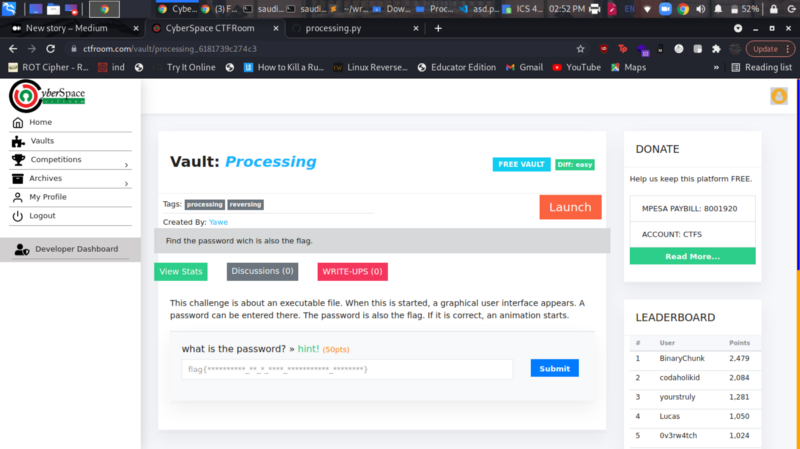 Cybe...
(3) F
saudi...
saudi...
~/wr...
Dow...
Proc...
asd.p...
ICS 4...
02:52 PM
EN
52%
New story – Medium
CyberSpace CTFRoom
processing.py
ctfroom.com/vault/processing_6181739c274c3
Update
ROT Cipher - R...
ind
Try It Online
How to Kill a Ru...
Linux Reverse...
Educator Edition
Gmail
YouTube
Maps
Reading list
yberSpace
Home
Vaults
Competitions
Archives
My Profile
Logout
Developer Dashboard
Vault: Processing
FREE VAULT
Diff: easy
Tags: processing reversing
Launch
Created By: Yawe
Find the password wich is also the flag.
View Stats
Discussions (0)
WRITE-UPS (0)
This challenge is about an executable file. When this is started, a graphical user interface appears. A
password can be entered there. The password is also the flag. If it is correct, an animation starts.
what is the password? » hint! (50pts)
flag{**********_**_*_****_***********_********}
Submit
DONATE
Help us keep this platform FREE.
MPESA PAYBILL: 8001920
ACCOUNT: CTFS
Read More...
LEADERBOARD
# User Points
1 BinaryChunk 2,479
2 codaholikid 2,084
3 yourstruly 1,281
4 Lucas 1,050
5 0v3rw4tch 1,024